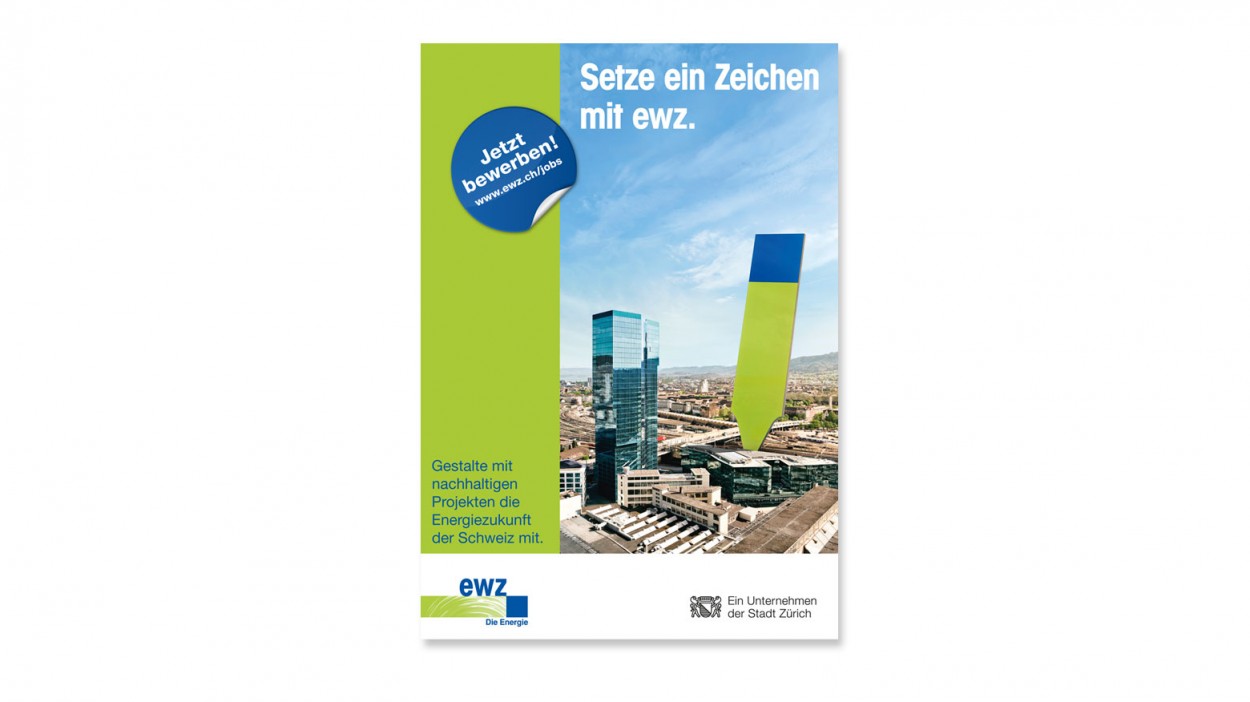 Setze ein Zeichen
mit ewz.
Jetzt
bewerben!
www.ewz.ch/jobs
Gestalte mit
nachhaltigen
Projekten die
Energiezukunft
der Schweiz mit.
ewz
Die Energie
Ein Unternehmen
der Stadt Zürich